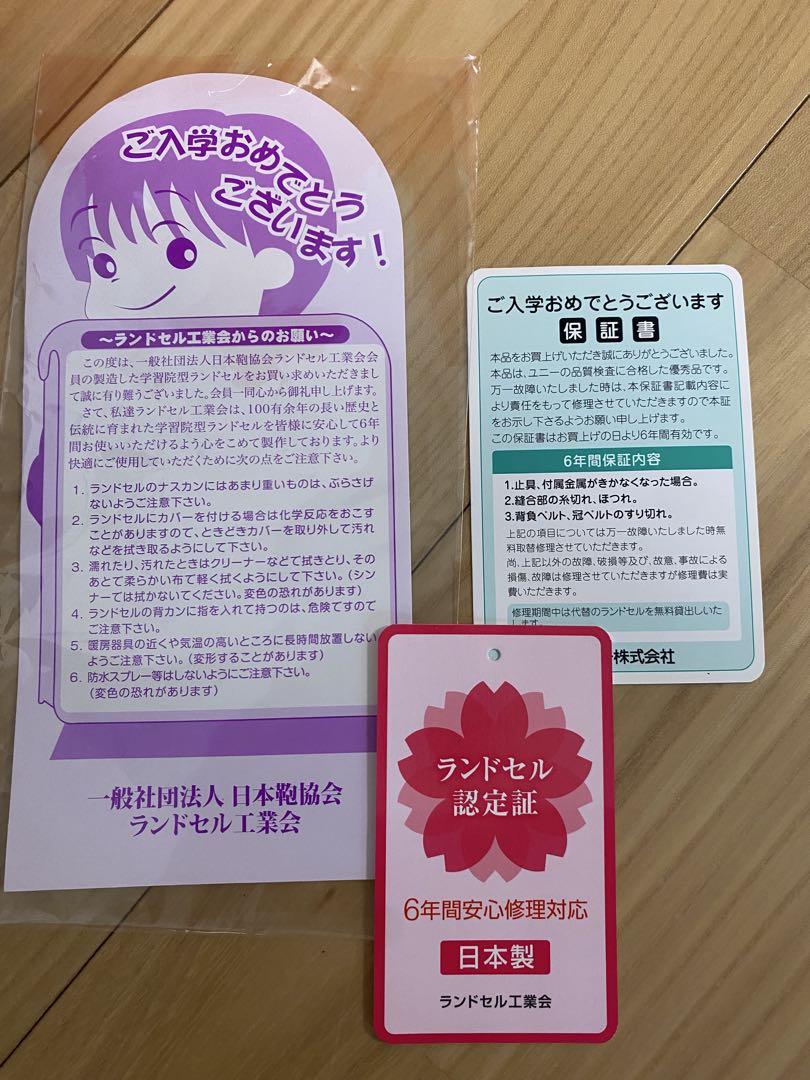 ご入学おめでとう
ございます！
～ランドセル工業会からのお願い～
この度は、一般社団法人日本鞄協会ランドセル工業会会
員の製造した学習院型ランドセルをお買い求めいただきまし
て誠に有り難うございました。会員一同心から御礼申し上げます。
さて、私達ランドセル工業会は、100有余年の長い歴史と
伝統に育まれた学習院型ランドセルを皆様に安心して6年
間お使いいただけるよう心をこめて製作しております。より
快適にご使用していただくために次の点をご注意下さい。
1. ランドセルのナスカンにはあまり重いものは、ぶらさげ
ないようご注意下さい。
2. ランドセルにカバーを付ける場合は化学反応をおこす
ことがありますので、ときどきカバーを取り外して汚れ
などを拭き取るようにして下さい。
3. 濡れたり、汚れたときはクリーナーなどで拭きとり、その
あとで柔らかい布で軽く拭くようにして下さい。（シン
ナーでは拭かないてください。変色の恐れがあります）
4. ランドセルの背カンに指を入れて持つのは、危険ですので
ご注意下さい。
5. 暖房器具の近くや気温の高いところに長時間放置しない
ようご注意下さい。（変形することがあります）
6. 防水スプレー等はしないようにご注意下さい。
（変色の恐れがあります）
一般社団法人 日本鞄協会
ランドセル工業会
ご入学おめでとうございます
保証書
本品をお買上げいただき誠にありがとうございました。
本品は、ユニーの品質検査に合格した優秀品です。
万一故障いたしました時は、本保証書記載内容に
より責任をもって修理させていただきますので本証
をお示し下さるようお願い申し上げます。
この保証書はお買上げの日より6年間有効です。
6年間保証内容
1.止具、付属金属がきかなくなった場合。
2.縫合部の糸切れ、ほつれ。
3.背負ベルト、冠ベルトのすり切れ。
上記の項目については万一故障いたしました時無
料取替修理させていただきます。
尚、上記以外の故障、破損等及び、故意、事故による
損傷、故障は修理させていただきますが修理費は実
費いただきます。
修理期間中は代替のランドセルを無料貸出しいた
します。
株式会社
ランドセル
認定証
6年間安心修理対応
日本製
ランドセル工業会